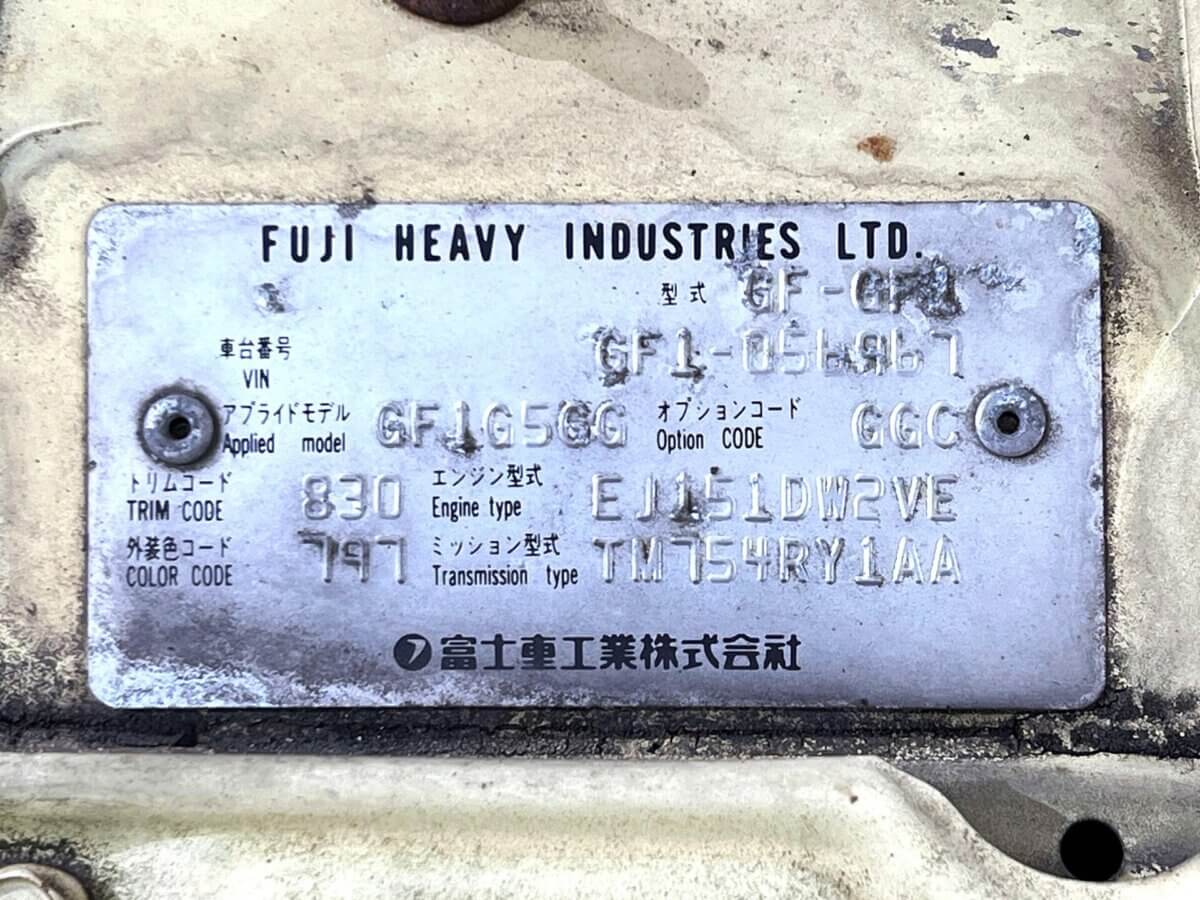 FUJI HEAVY INDUSTRIES LTD.
型式 GF-GF1
車台番号 GF1-056967
VIN
アプライドモデル GF1G5GG オプションコード GGC
Applied model Option CODE
トリムコード 830 エンジン型式 EJ151DW2VE
TRIM CODE Engine type
外装色コード 797 ミッション型式 TM754RY1AA
COLOR CODE Transmission type
富士重工業株式会社